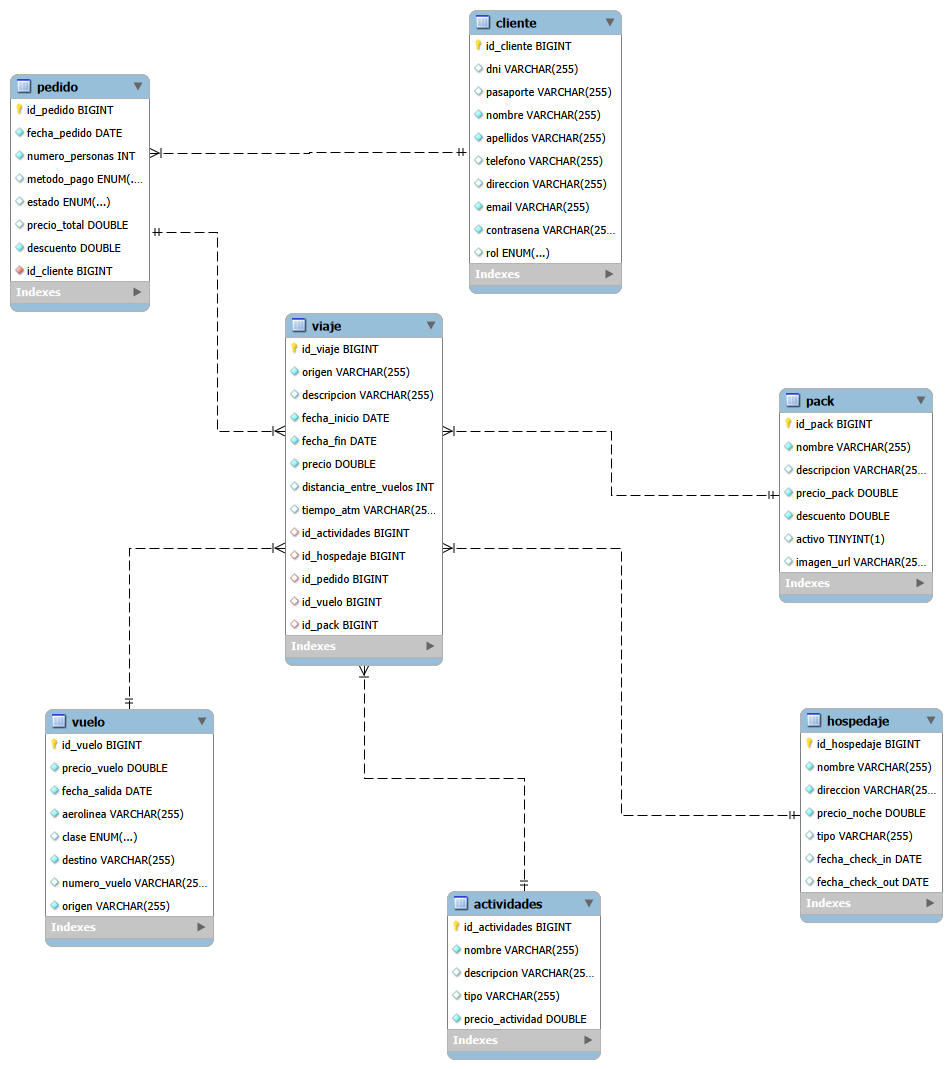 cliente
id_cliente BIGINT
dni VARCHAR(255)
pasaporte VARCHAR(255)
nombre VARCHAR(255)
apellidos VARCHAR(255)
telefono VARCHAR(255)
direccion VARCHAR(255)
email VARCHAR(255)
contrasena VARCHAR(25...
rol ENUM(...)
Indexes
pedido
id_pedido BIGINT
fecha_pedido DATE
numero_personas INT
metodo_pago ENUM(...
estado ENUM(...)
precio_total DOUBLE
descuento DOUBLE
id_cliente BIGINT
Indexes
viaje
id_viaje BIGINT
origen VARCHAR(255)
descripcion VARCHAR(255)
fecha_inicio DATE
fecha_fin DATE
precio DOUBLE
distancia_entre_vuelos INT
tiempo_atm VARCHAR(25...
id_actividades BIGINT
id_hospedaje BIGINT
id_pedido BIGINT
id_vuelo BIGINT
id_pack BIGINT
Indexes
pack
id_pack BIGINT
nombre VARCHAR(255)
descripcion VARCHAR(25...
precio_pack DOUBLE
descuento DOUBLE
activo TINYINT(1)
imagen_url VARCHAR(25...
Indexes
vuelo
id_vuelo BIGINT
precio_vuelo DOUBLE
fecha_salida DATE
aerolinea VARCHAR(255)
clase ENUM(...)
destino VARCHAR(255)
numero_vuelo VARCHAR(25...
origen VARCHAR(255)
Indexes
hospedaje
id_hospedaje BIGINT
nombre VARCHAR(255)
direccion VARCHAR(25...
precio_noche DOUBLE
tipo VARCHAR(255)
fecha_check_in DATE
fecha_check_out DATE
Indexes
actividades
id_actividades BIGINT
nombre VARCHAR(255)
descripcion VARCHAR(25...
tipo VARCHAR(255)
precio_actividad DOUBLE
Indexes